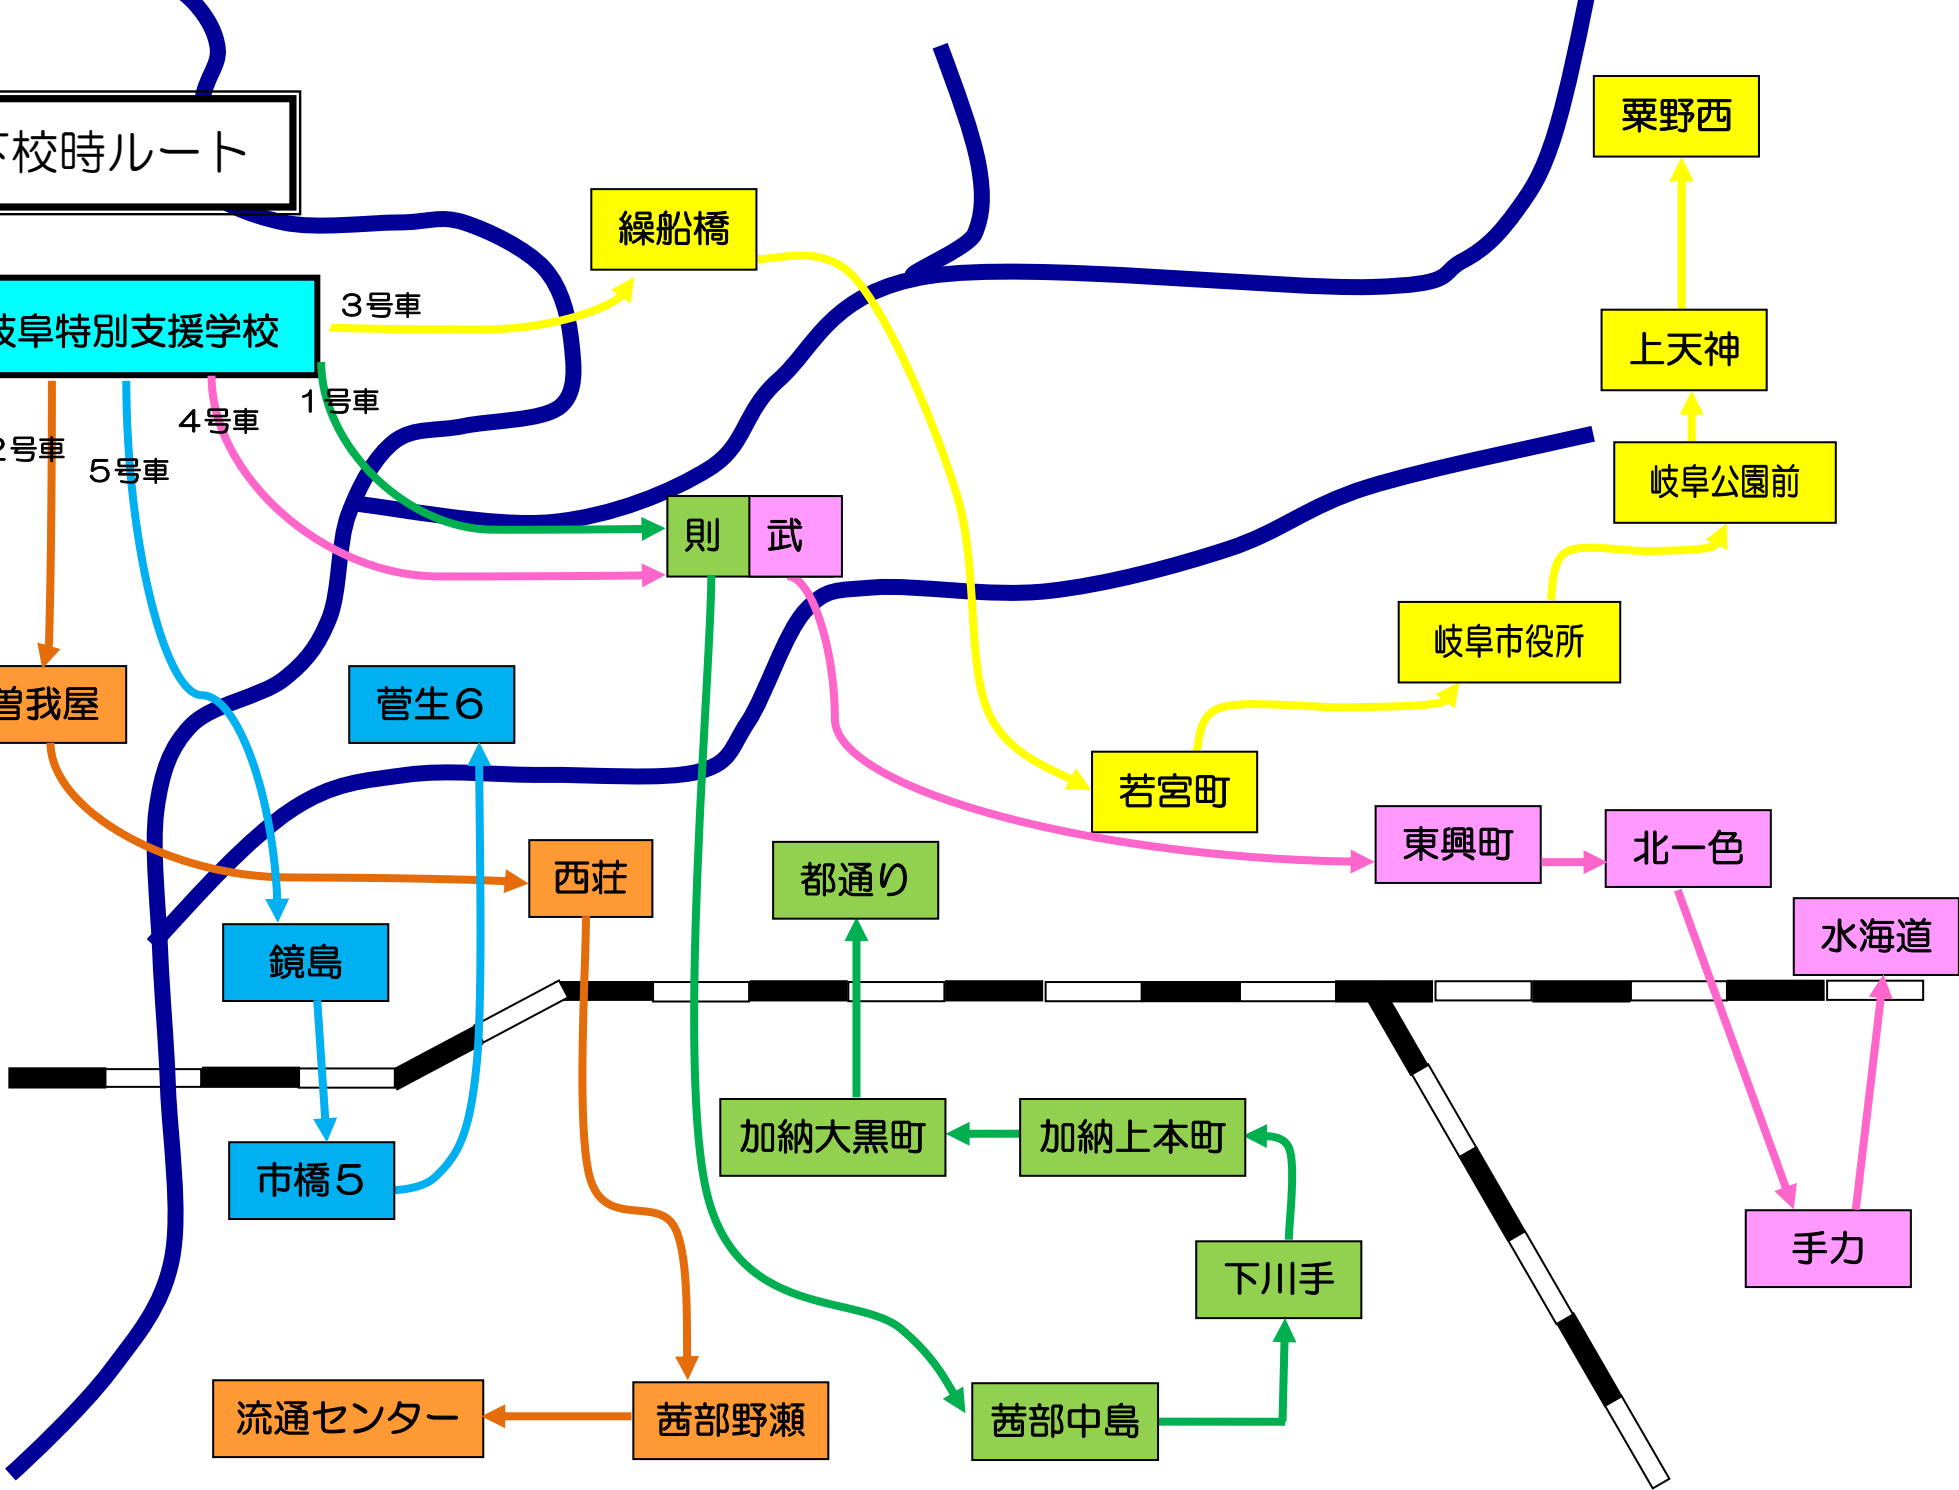 校時ルート
粟野西
繰船橋
岐阜特別支援学校
3号車
上天神
1号車
4号車
2号車
5号車
岐阜公園前
則武
岐阜市役所
曽我屋
菅生6
若宮町
東興町
北一色
西荘
都通り
水海道
鏡島
加納大黒町
加納上本町
市橋5
手力
下川手
流通センター
茜部野瀬
茜部中島